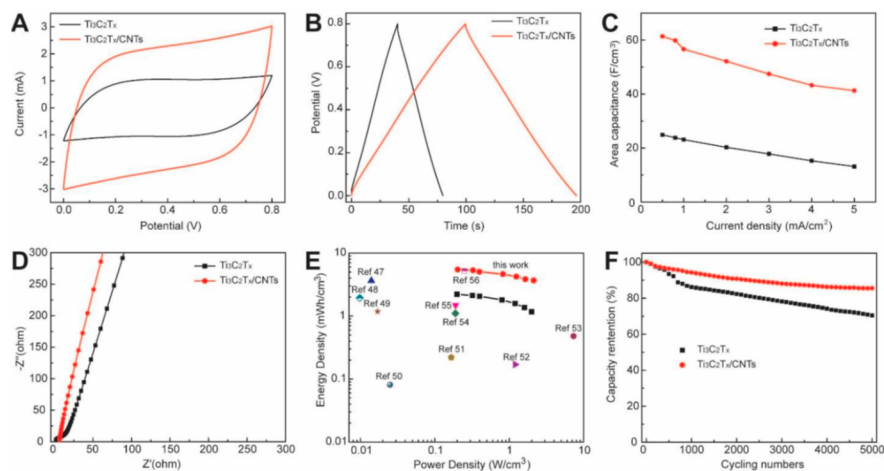 A
Ti3C2Tx
Ti3C2Tx/CNTs
3
2
1
0
-1
-2
-3
Current (mA)
0.0
0.2
0.4
0.6
0.8
Potential (V)
B
Ti3C2Tx
Ti3C2Tx/CNTs
0.8
0.6
0.4
0.2
0.0
Potential (V)
0
50
100
150
200
Time (s)
C
Ti3C2Tx
Ti3C2Tx/CNTs
60
40
20
0
Area capacitance (F/cm³)
1
2
3
4
5
Current density (mA/cm²)
D
Ti3C2Tx
Ti3C2Tx/CNTs
300
250
200
150
100
50
0
-Z''(ohm)
0
50
100
150
200
250
300
Z'(ohm)
E
10
1
0.1
0.01
Energy Density (mWh/cm³)
this work
Ref 47
Ref 48
Ref 49
Ref 50
Ref 51
Ref 52
Ref 53
Ref 54
Ref 55
Ref 56
0.01
0.1
1
10
Power Density (W/cm³)
F
100
80
60
40
20
0
Capacity rentention (%)
Ti3C2Tx
Ti3C2Tx/CNTs
0
1000
2000
3000
4000
5000
Cycling numbers